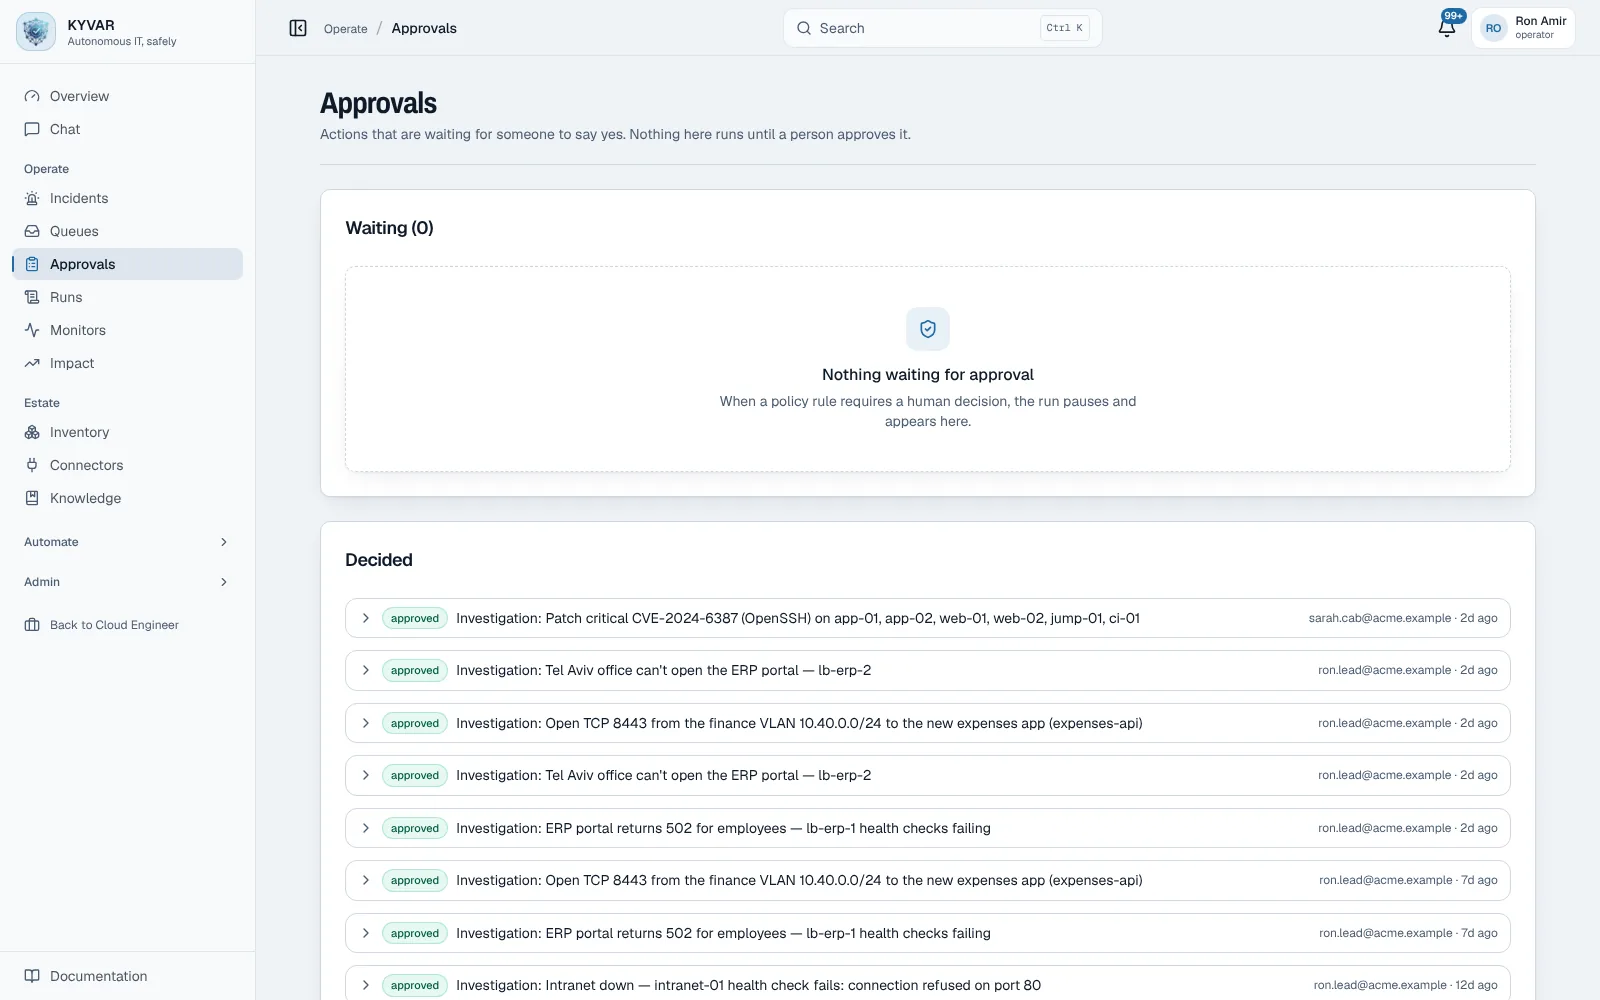 KYVAR
Autonomous IT, safely
Operate / Approvals
Search
Ctrl K
99+
RO
Ron Amir
operator
Overview
Chat
Operate
Incidents
Queues
Approvals
Runs
Monitors
Impact
Estate
Inventory
Connectors
Knowledge
Automate
Admin
Back to Cloud Engineer
Documentation
Approvals
Actions that are waiting for someone to say yes. Nothing here runs until a person approves it.
Waiting (0)
Nothing waiting for approval
When a policy rule requires a human decision, the run pauses and
appears here.
Decided
approved Investigation: Patch critical CVE-2024-6387 (OpenSSH) on app-01, app-02, web-01, web-02, jump-01, ci-01 sarah.cab@acme.example · 2d ago
approved Investigation: Tel Aviv office can't open the ERP portal — lb-erp-2 ron.lead@acme.example · 2d ago
approved Investigation: Open TCP 8443 from the finance VLAN 10.40.0.0/24 to the new expenses app (expenses-api) ron.lead@acme.example · 2d ago
approved Investigation: Tel Aviv office can't open the ERP portal — lb-erp-2 ron.lead@acme.example · 2d ago
approved Investigation: ERP portal returns 502 for employees — lb-erp-1 health checks failing ron.lead@acme.example · 2d ago
approved Investigation: Open TCP 8443 from the finance VLAN 10.40.0.0/24 to the new expenses app (expenses-api) ron.lead@acme.example · 7d ago
approved Investigation: ERP portal returns 502 for employees — lb-erp-1 health checks failing ron.lead@acme.example · 7d ago
approved Investigation: Intranet down — intranet-01 health check fails: connection refused on port 80 ron.lead@acme.example · 12d ago